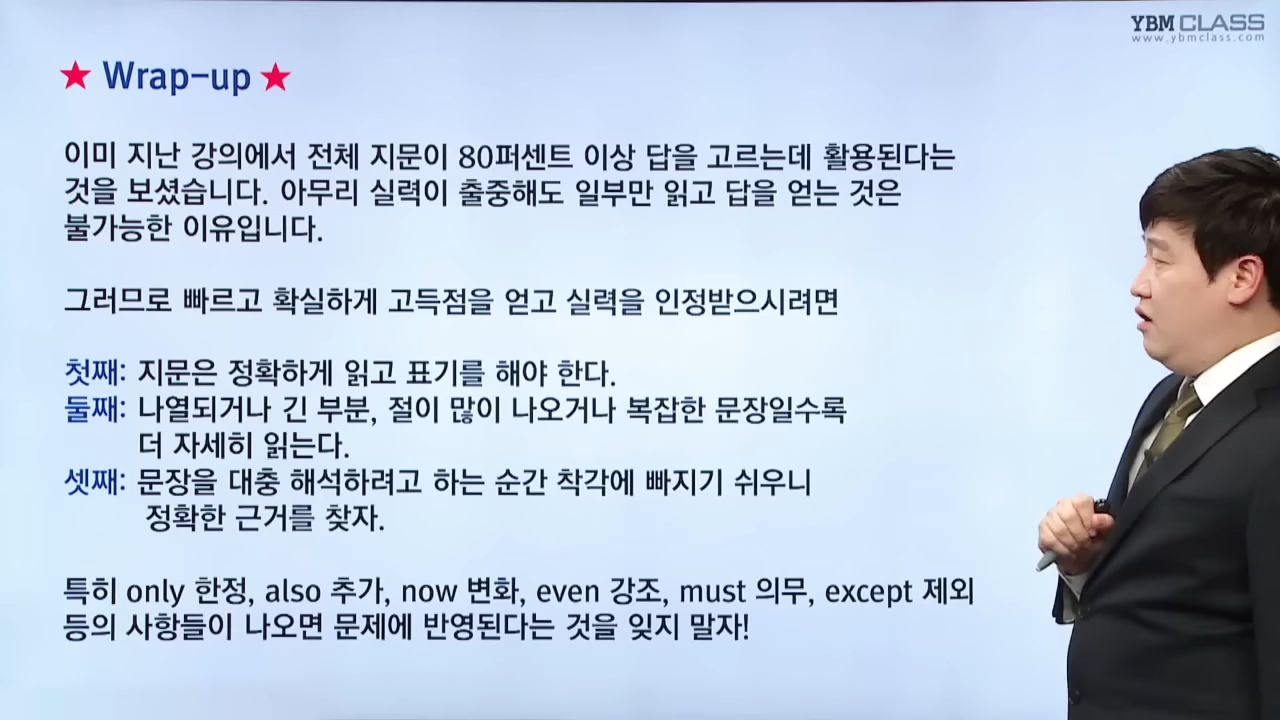 YBM CLASS
www.ybmclass.com
★ Wrap-up ★
이미 지난 강의에서 전체 지문이 80퍼센트 이상 답을 고르는데 활용된다는
것을 보셨습니다. 아무리 실력이 출중해도 일부만 읽고 답을 얻는 것은
불가능한 이유입니다.
그러므로 빠르고 확실하게 고득점을 얻고 실력을 인정받으시려면
첫째: 지문은 정확하게 읽고 표기를 해야 한다.
둘째: 나열되거나 긴 부분, 절이 많이 나오거나 복잡한 문장일수록
더 자세히 읽는다.
셋째: 문장을 대충 해석하려고 하는 순간 착각에 빠지기 쉬우니
정확한 근거를 찾자.
특히 only 한정, also 추가, now 변화, even 강조, must 의무, except 제외
등의 사항들이 나오면 문제에 반영된다는 것을 잊지 말자!